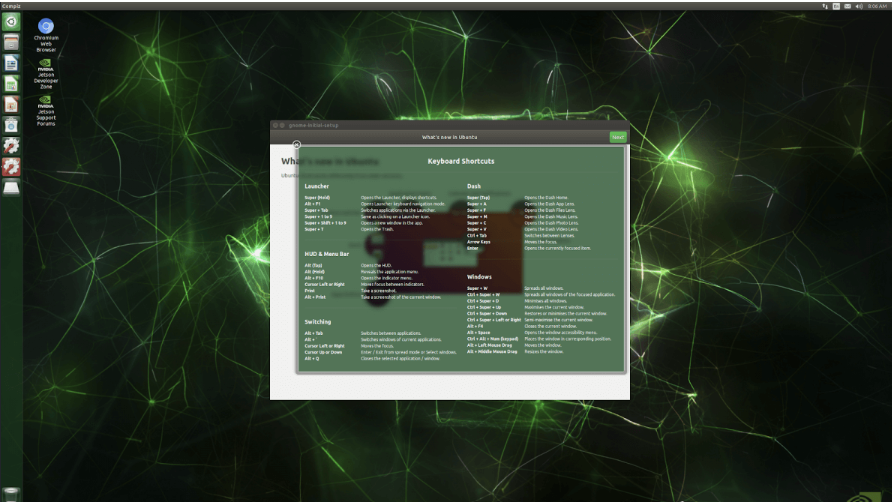 Compiz
8:04 AM
Chromium
Web
Browser
NVIDIA
Jetson
Developer
Zone
NVIDIA
Jetson
Support
Forums
gnome-initial-setup
What's new in Ubuntu
Next
What's new in Ubuntu
Keyboard Shortcuts
Launcher
Super (Hold) Opens the Launcher, displays shortcuts.
Alt + F1 Opens Launcher keyboard navigation mode.
Super + Tab Switches applications via the Launcher.
Super + 1 to 9 Same as clicking on a Launcher icon.
Super + Shift + 1 to 9 Opens a new window in the app.
Super + T Opens the Trash.
HUD & Menu Bar
Alt (Tap) Opens the HUD.
Alt (Hold) Reveals the application menu.
Alt + F10 Opens the indicator menu.
Cursor Left or Right Moves focus between indicators.
Print Take a screenshot.
Alt + Print Take a screenshot of the current window.
Switching
Alt + Tab Switches between applications.
Alt + ` Switches windows of current applications.
Cursor Left or Right Moves the focus.
Cursor Up or Down Enter / Exit from spread mode or Select windows.
Alt + Q Closes the selected application / window.
Dash
Super (Tap) Opens the Dash Home.
Super + A Opens the Dash App Lens.
Super + F Opens the Dash Files Lens.
Super + M Opens the Dash Music Lens.
Super + C Opens the Dash Photo Lens.
Super + V Opens the Dash Video Lens.
Ctrl + Tab Switches between Lenses.
Arrow Keys Moves the focus.
Enter Opens the currently focused item.
Windows
Super + W Spreads all windows.
Ctrl + Super + W Spreads all windows of the focused application.
Ctrl + Super + D Minimises all windows.
Ctrl + Super + Up Maximises the current window.
Ctrl + Super + Down Restores or minimises the current window.
Ctrl + Super + Left or Right Semi-maximise the current window.
Alt + F4 Closes the current window.
Alt + Space Opens the window accessibility menu.
Ctrl + Alt + Num (keypad) Places the window in corresponding position.
Alt + Left Mouse Drag Moves the window.
Alt + Middle Mouse Drag Resizes the window.